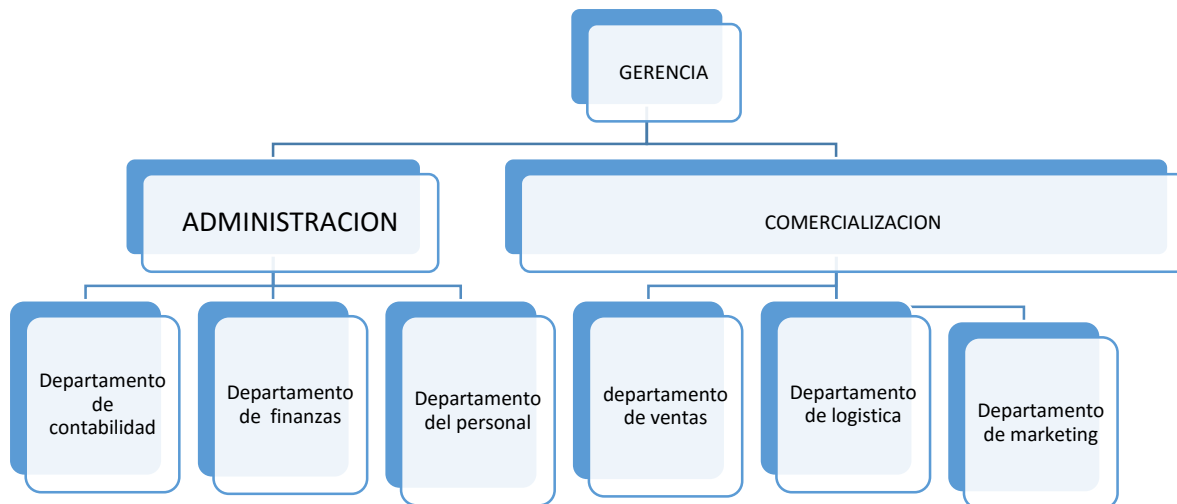 GERENCIA
ADMINISTRACION
COMERCIALIZACION
Departamento
de
contabilidad
Departamento
de finanzas
Departamento
del personal
departamento
de ventas
Departamento
de logistica
Departamento
de marketing